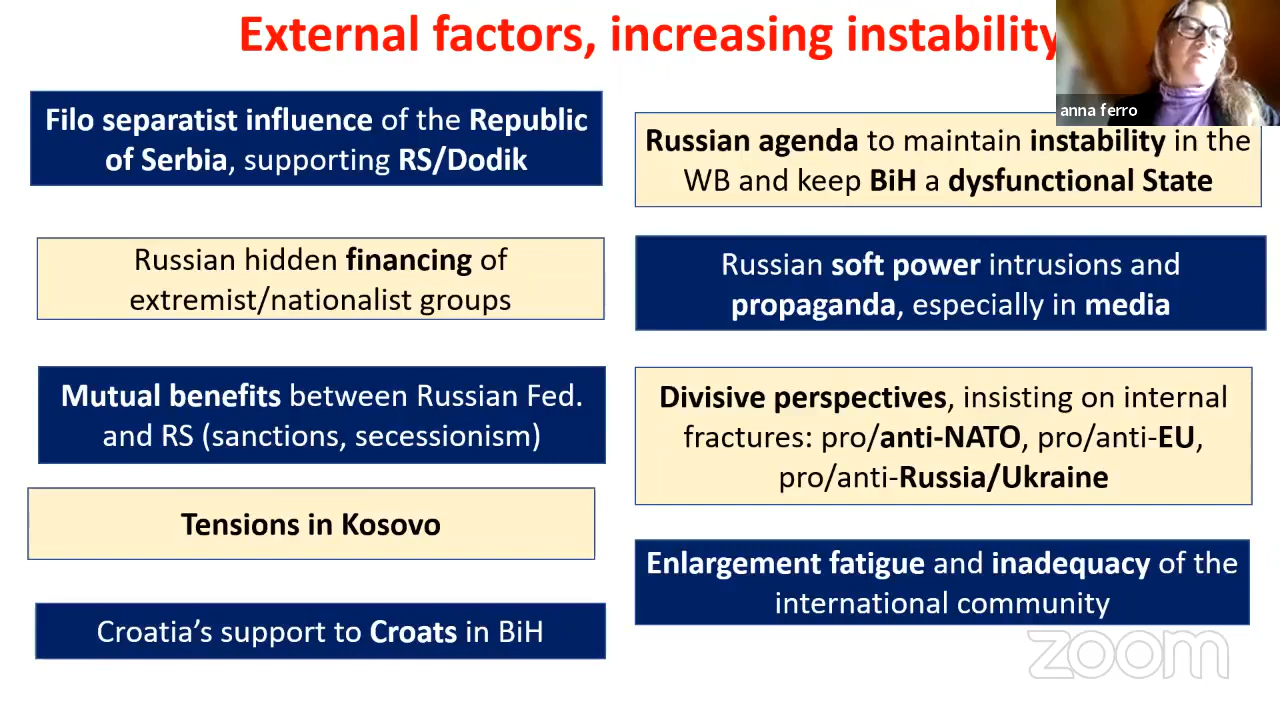 External factors, increasing instability
anna ferro
Filo separatist influence of the Republic
of Serbia, supporting RS/Dodik
Russian agenda to maintain instability in the
WB and keep BiH a dysfunctional State
Russian hidden financing of
extremist/nationalist groups
Russian soft power intrusions and
propaganda, especially in media
Mutual benefits between Russian Fed.
and RS (sanctions, secessionism)
Divisive perspectives, insisting on internal
fractures: pro/anti-NATO, pro/anti-EU,
pro/anti-Russia/Ukraine
Tensions in Kosovo
Enlargement fatigue and inadequacy of the
international community
Croatia's support to Croats in BiH
zoom